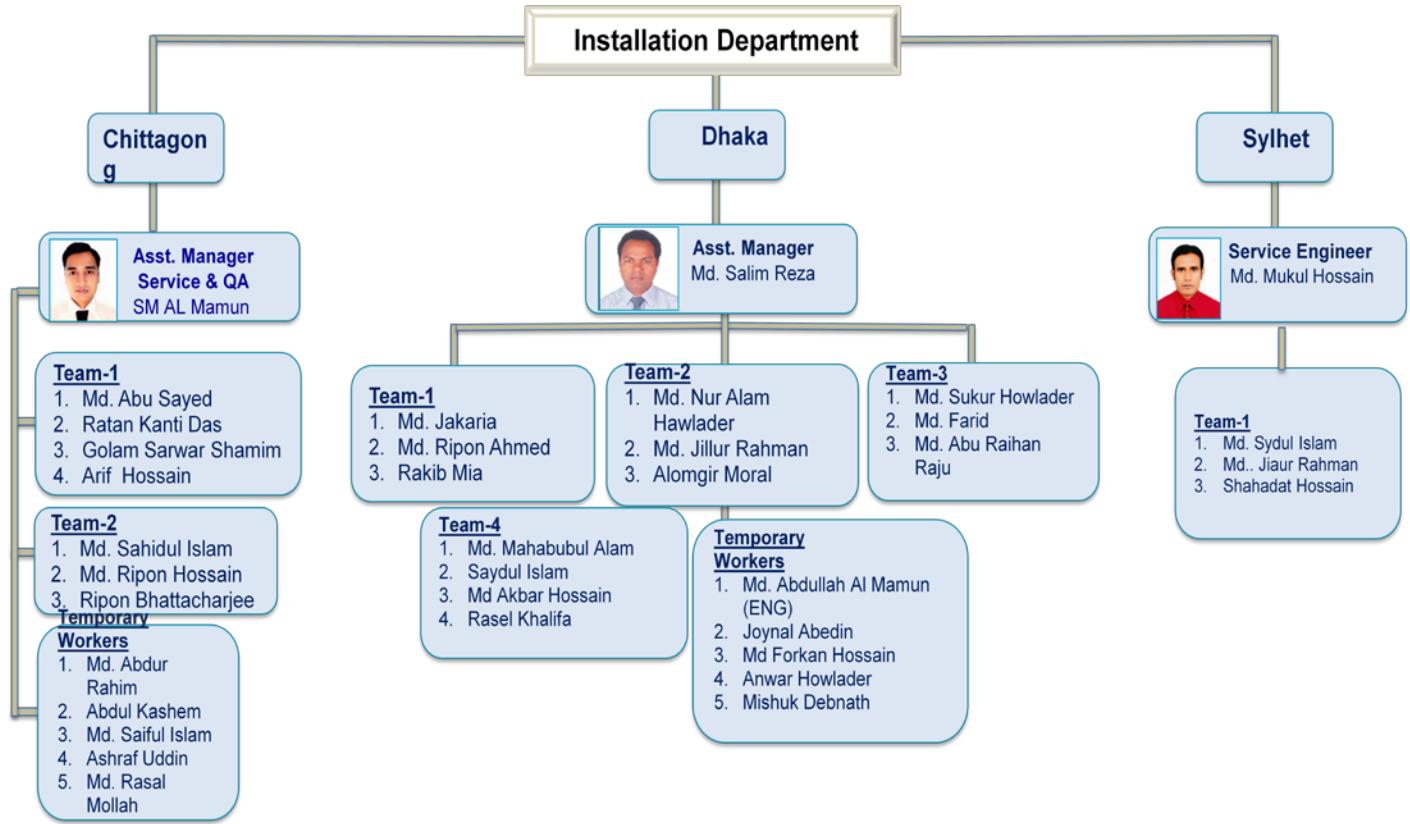 Installation Department
Chittagon
g
Dhaka
Sylhet
Asst. Manager
Service & QA
SM AL Mamun
Asst. Manager
Md. Salim Reza
Service Engineer
Md. Mukul Hossain
Team-1
1. Md. Abu Sayed
2. Ratan Kanti Das
3. Golam Sarwar Shamim
4. Arif Hossain
Team-2
1. Md. Sahidul Islam
2. Md. Ripon Hossain
3. Ripon Bhattacharjee
Temporary
Workers
1. Md. Abdur
Rahim
2. Abdul Kashem
3. Md. Saiful Islam
4. Ashraf Uddin
5. Md. Rasal
Mollah
Team-1
1. Md. Jakaria
2. Md. Ripon Ahmed
3. Rakib Mia
Team-2
1. Md. Nur Alam
Hawlader
2. Md. Jillur Rahman
3. Alomgir Moral
Team-3
1. Md. Sukur Howlader
2. Md. Farid
3. Md. Abu Raihan
Raju
Team-4
1. Md. Mahabubul Alam
2. Saydul Islam
3. Md Akbar Hossain
4. Rasel Khalifa
Temporary
Workers
1. Md. Abdullah Al Mamun
(ENG)
2. Joynal Abedin
3. Md Forkan Hossain
4. Anwar Howlader
5. Mishuk Debnath
Team-1
1. Md. Sydul Islam
2. Md.. Jiaur Rahman
3. Shahadat Hossain